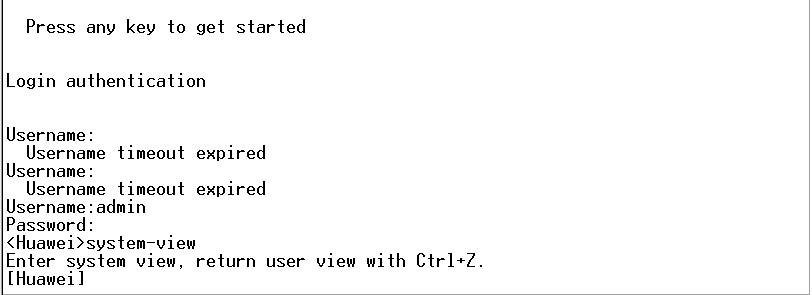 Press any key to get started
Login authentication
Username:
Username timeout expired
Username:
Username timeout expired
Username:admin
Password:
<Huawei>system-view
Enter system view, return user view with Ctrl+Z.
[Huawei]